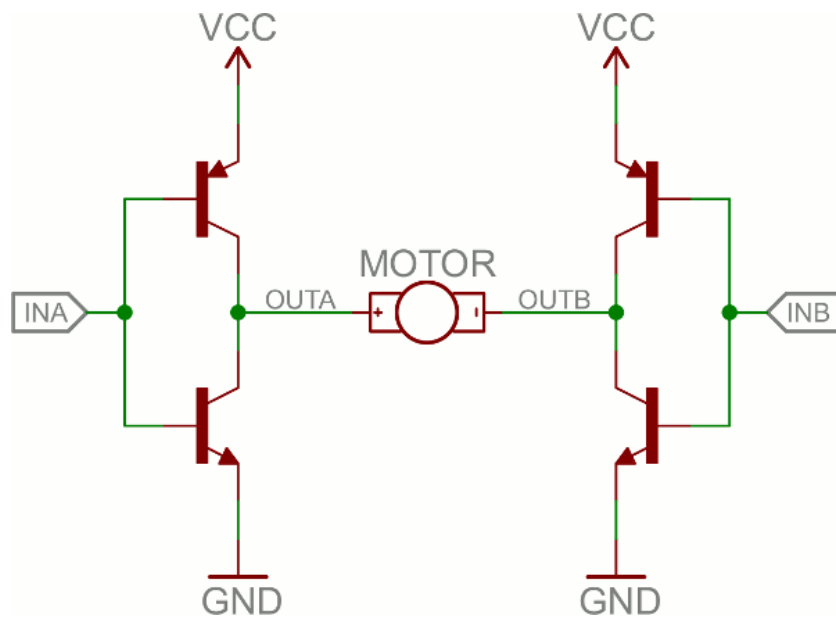 VCC
VCC
MOTOR
INA
OUTA
+
-
OUTB
INB
GND
GND